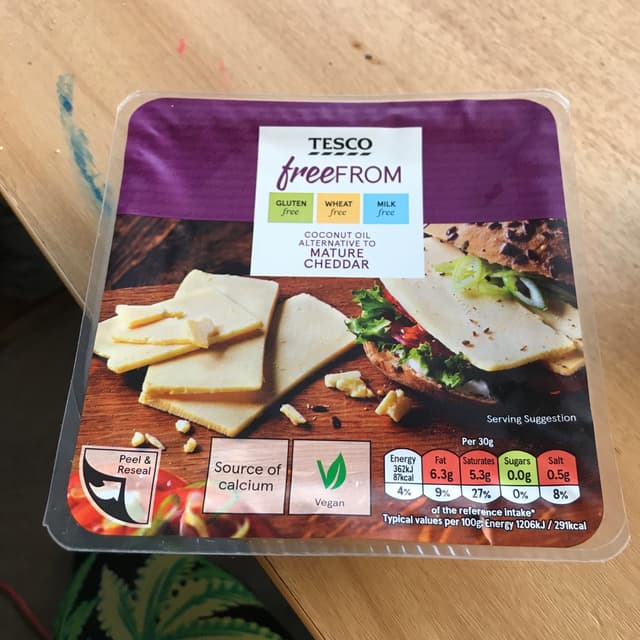 TESCO
freeFROM
GLUTEN WHEAT MILK
free free free
COCONUT OIL
ALTERNATIVE TO
MATURE
CHEDDAR
Serving Suggestion
Peel &
Reseal
Source of
calcium
Vegan
Per 30g
Energy Fat Saturates Sugars Salt
362kJ
87kcal 6.3g 5.3g 0.0g 0.5g
4% 9% 27% 0% 8%
of the reference intake*
Typical values per 100g: Energy 1206kJ / 291kcal